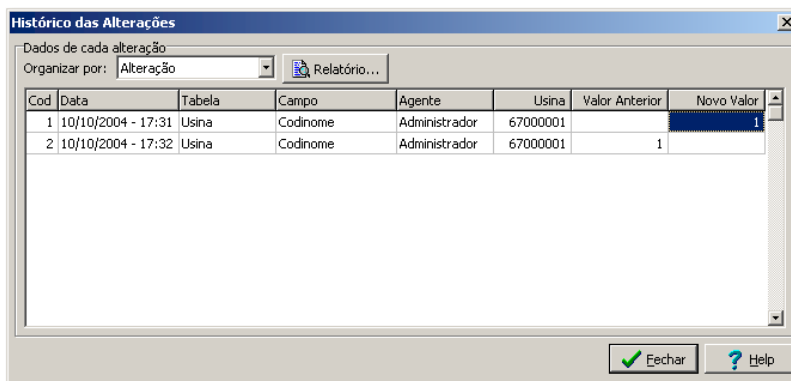 Histórico das Alterações
Dados de cada alteração
Organizar por: Alteração Relatório...
Cod Data Tabela Campo Agente Usina Valor Anterior Novo Valor
1 10/10/2004 - 17:31 Usina Codinome Administrador 67000001 1
2 10/10/2004 - 17:32 Usina Codinome Administrador 67000001 1
Fechar Help